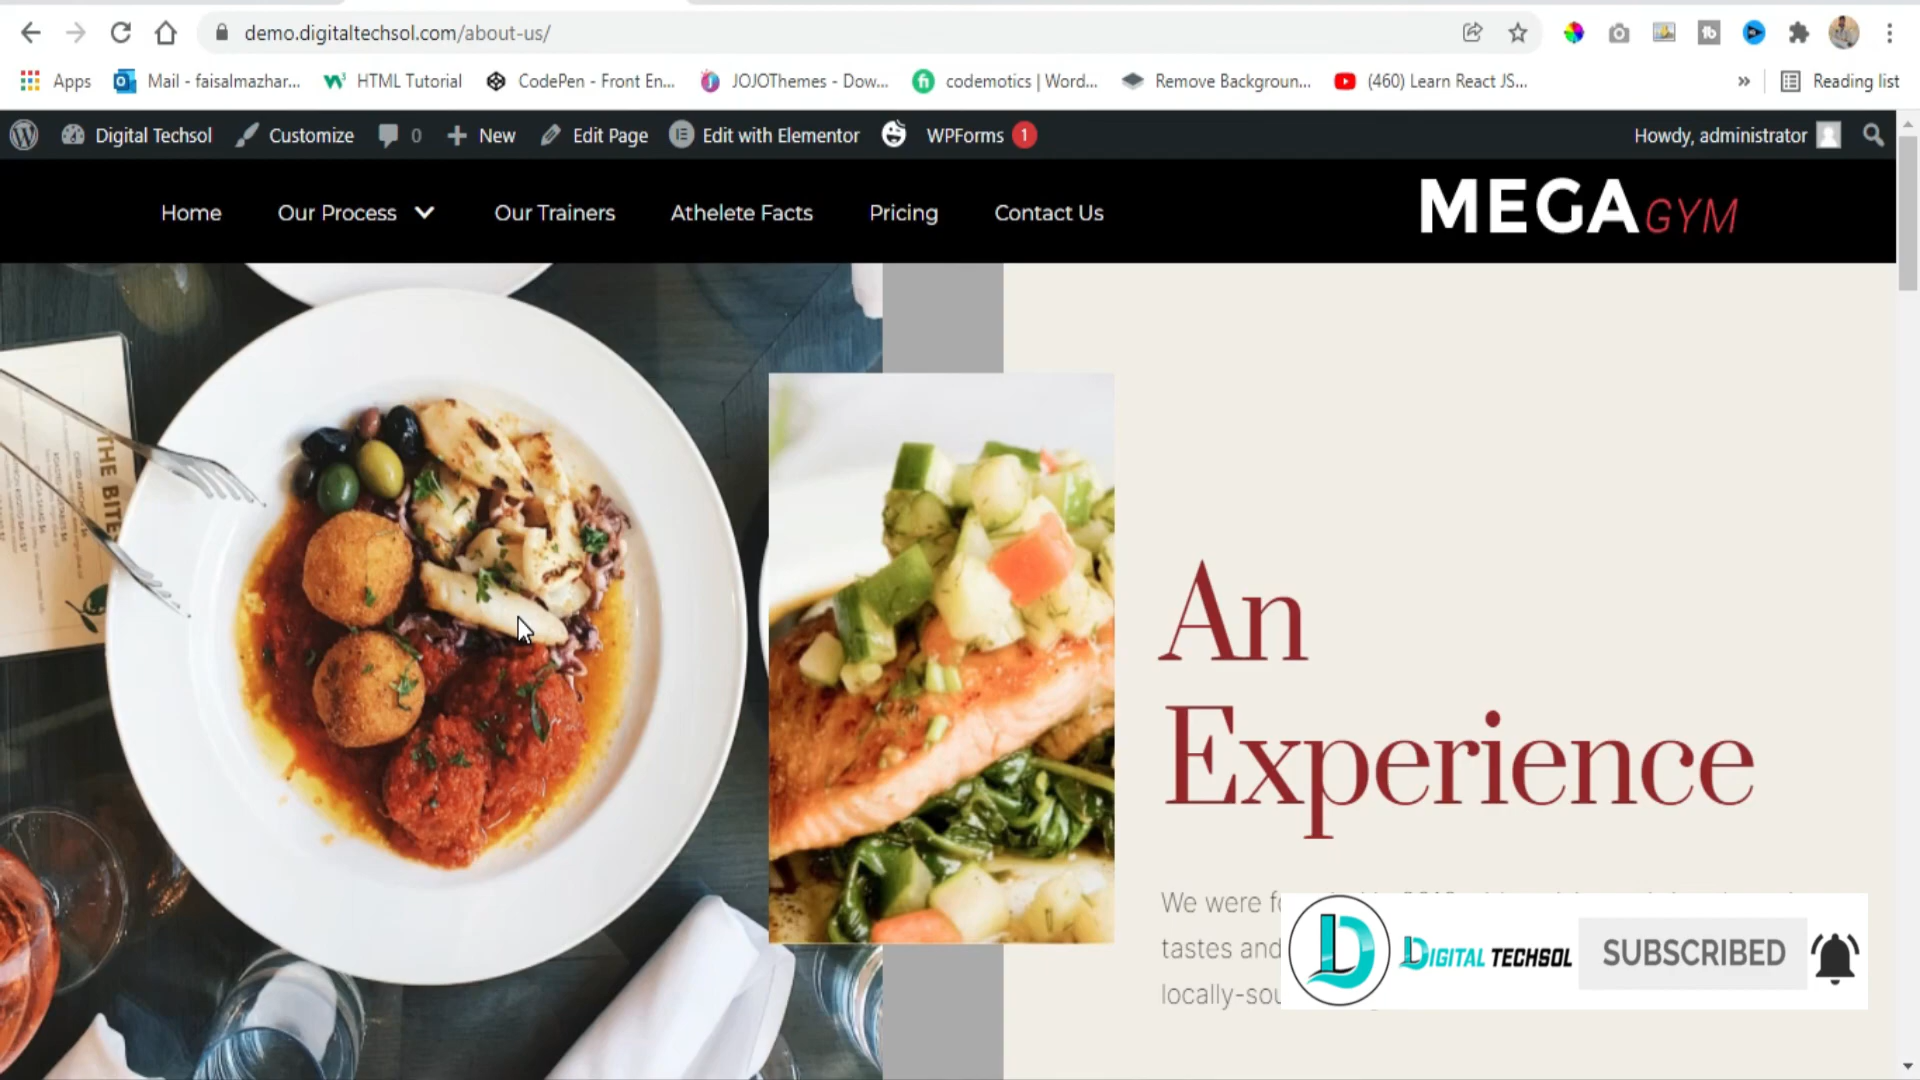 demo.digitaltechsol.com/about-us/
Apps
Mail - faisalmazhar...
HTML Tutorial
CodePen - Front En...
JOJOThemes - Dow...
codemotics | Word...
Remove Backgroun...
(460) Learn React JS...
»
Reading list
Digital Techsol
Customize
0
New
Edit Page
Edit with Elementor
WPForms 1
Howdy, administrator
Home
Our Process
Our Trainers
Athelete Facts
Pricing
Contact Us
MEGA GYM
THE BITE
An
Experience
We were
tastes and
DIGITAL TECHSOL
SUBSCRIBED